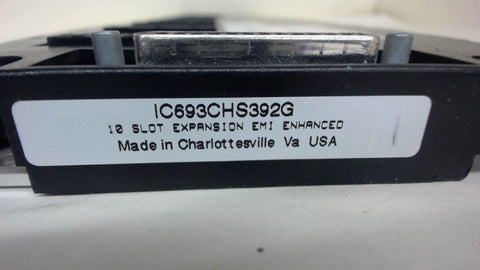 IC693CHS392G
10 SLOT EXPANSION EMI ENHANCED
Made in Charlottesville Va USA